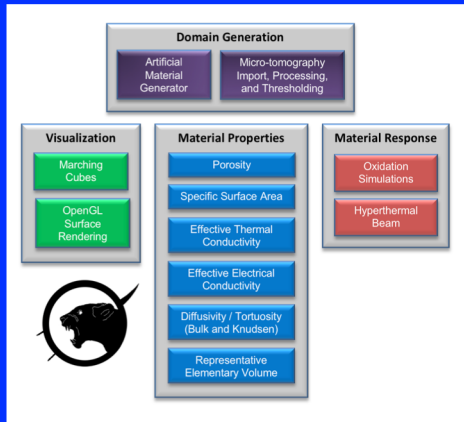 Domain Generation
Artificial
Material
Generator
Micro-tomography
Import, Processing,
and Thresholding
Visualization
Marching
Cubes
OpenGL
Surface
Rendering
Material Properties
Porosity
Specific Surface Area
Effective Thermal
Conductivity
Effective Electrical
Conductivity
Diffusivity / Tortuosity
(Bulk and Knudsen)
Representative
Elementary Volume
Material Response
Oxidation
Simulations
Hyperthermal
Beam